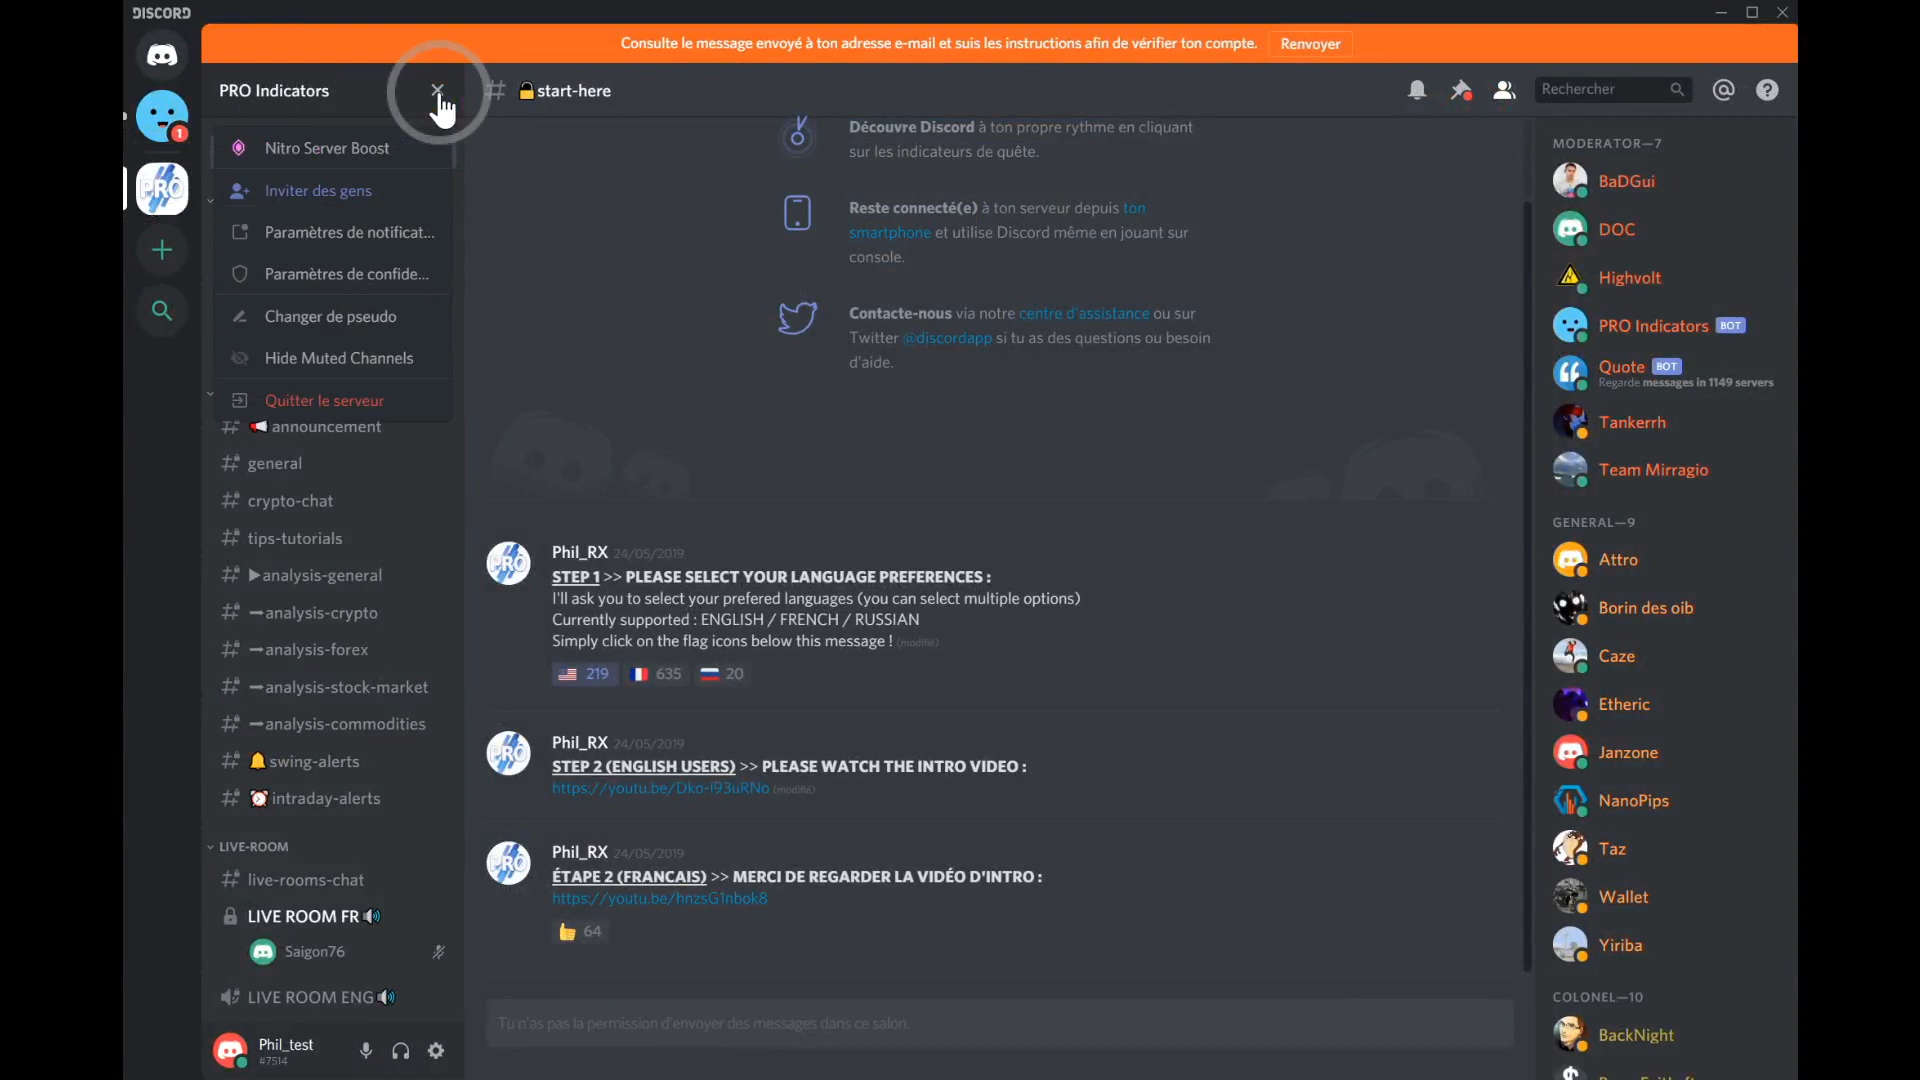 DISCORD
Consulte le message envoyé à ton adresse e-mail et suis les instructions afin de vérifier ton compte.
Renvoyer
1
PRO
PRO Indicators
Nitro Server Boost
Inviter des gens
Paramètres de notificat...
Paramètres de confide...
Changer de pseudo
Hide Muted Channels
Quitter le serveur
announcement
general
crypto-chat
tips-tutorials
analysis-general
analysis-crypto
analysis-forex
analysis-stock-market
analysis-commodities
swing-alerts
intraday-alerts
LIVE-ROOM
live-rooms-chat
LIVE ROOM FR
Saigon76
LIVE ROOM ENG
Phil_test
#7514
# start-here
Rechercher
Découvre Discord à ton propre rythme en cliquant
sur les indicateurs de quête.
Reste connecté(e) à ton serveur depuis ton
smartphone et utilise Discord même en jouant sur
console.
Contacte-nous via notre centre d'assistance ou sur
Twitter @discordapp si tu as des questions ou besoin
d'aide.
PRO
Phil_RX 24/05/2019
STEP 1 >> PLEASE SELECT YOUR LANGUAGE PREFERENCES :
I'll ask you to select your prefered languages (you can select multiple options)
Currently supported : ENGLISH / FRENCH / RUSSIAN
Simply click on the flag icons below this message ! (modifié)
219 635 20
PRO
Phil_RX 24/05/2019
STEP 2 (ENGLISH USERS) >> PLEASE WATCH THE INTRO VIDEO :
https://youtu.be/Dko-I93uRNo (modifié)
PRO
Phil_RX 24/05/2019
ÉTAPE 2 (FRANCAIS) >> MERCI DE REGARDER LA VIDÉO D'INTRO :
https://youtu.be/hnzsG1nbok8
64
Tu n'as pas la permission d'envoyer des messages dans ce salon.
MODERATOR—7
BaDGui
DOC
Highvolt
PRO Indicators BOT
Quote BOT
Regarde messages in 1149 servers
Tankerrh
Team Mirragio
GENERAL—9
Attro
Borin des oib
Caze
Etheric
Janzone
NanoPips
Taz
Wallet
Yiriba
COLONEL—10
BackNight